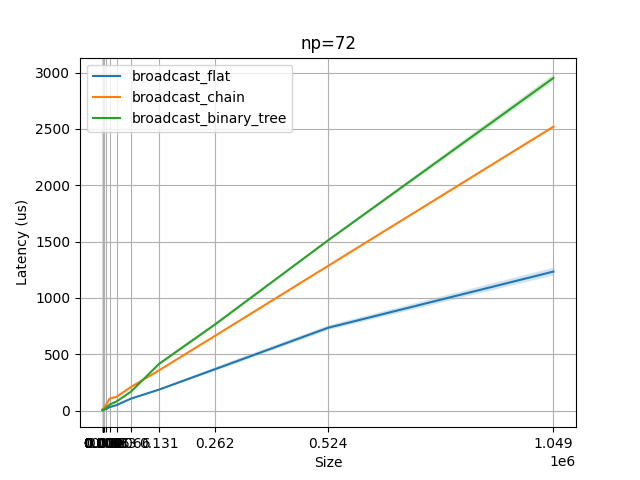 np=72
broadcast_flat
broadcast_chain
broadcast_binary_tree
3000
2500
2000
1500
1000
500
0
Latency (us)
0.131 0.262 0.524 1.049
1e6
Size